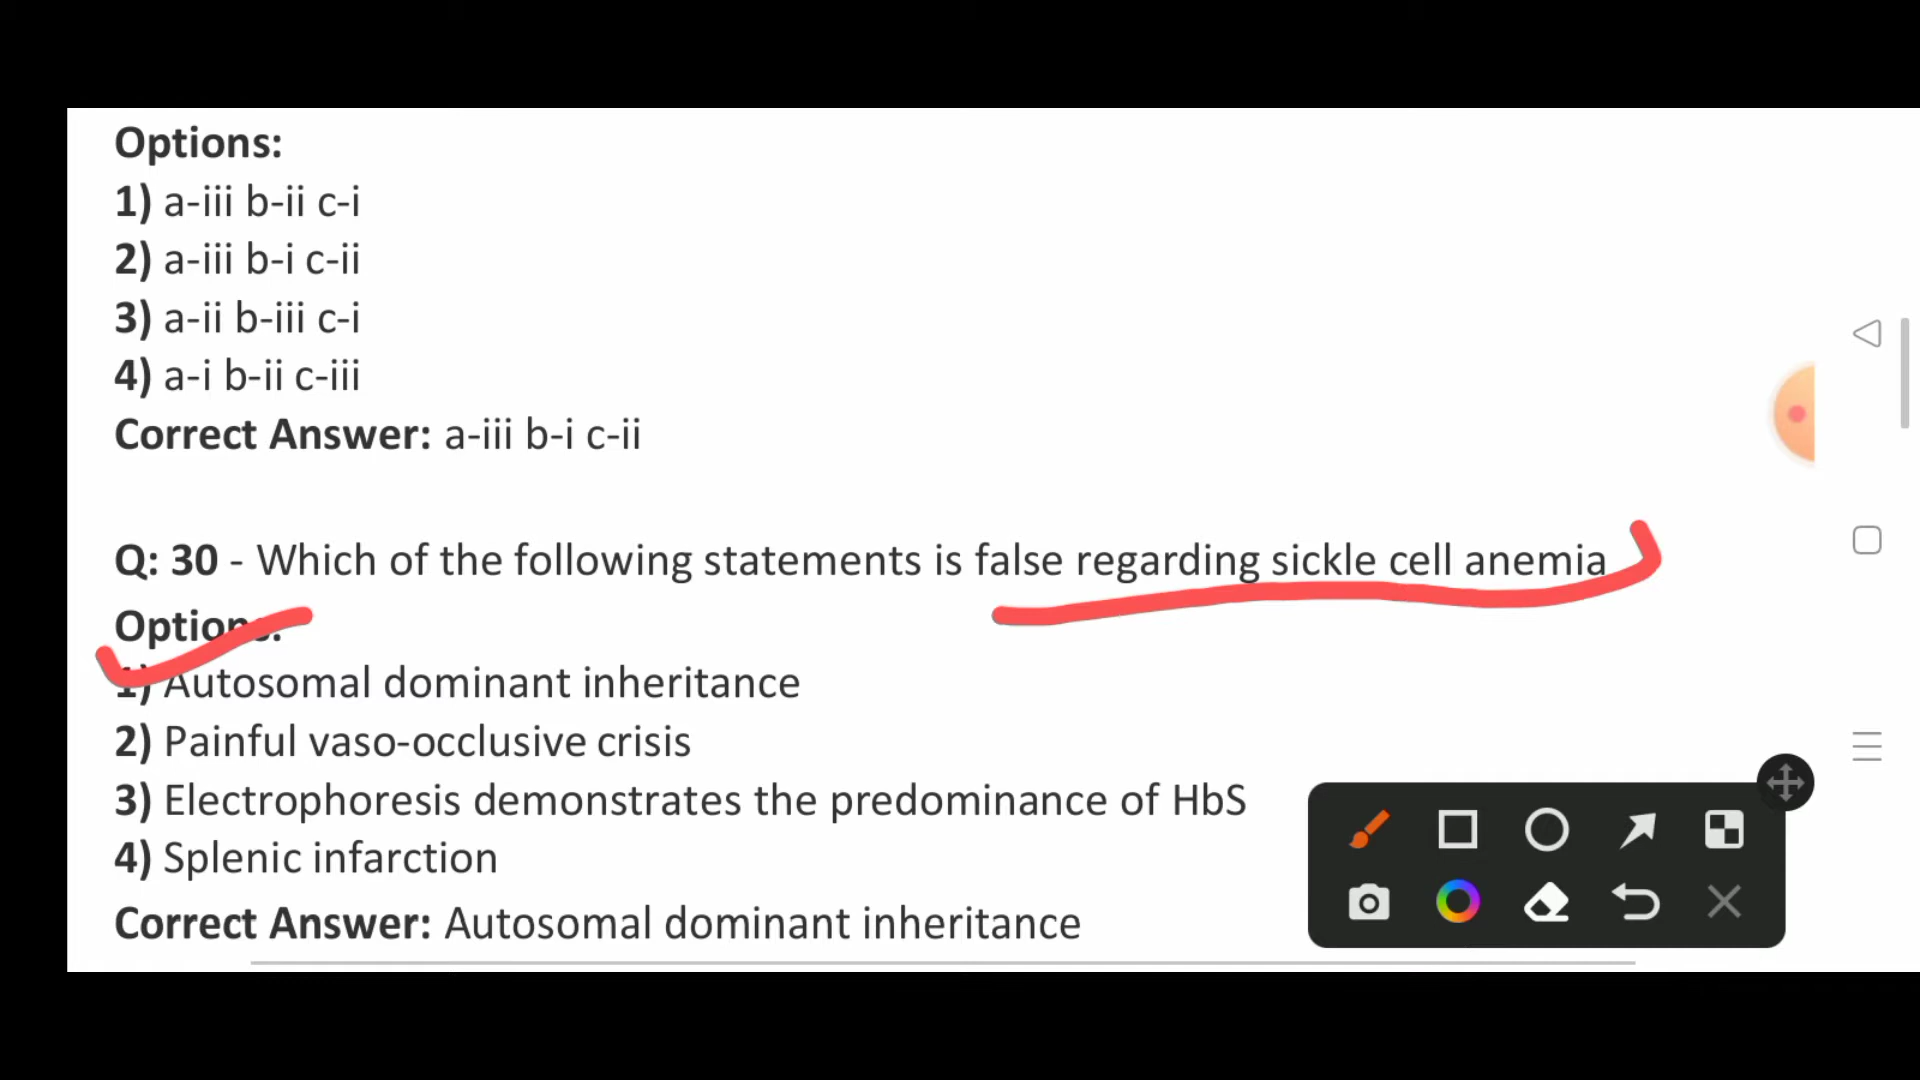 Options:
1) a-iii b-ii c-i
2) a-iii b-i c-ii
3) a-ii b-iii c-i
4) a-i b-ii c-iii
Correct Answer: a-iii b-i c-ii
Q: 30 - Which of the following statements is false regarding sickle cell anemia
Options:
1) Autosomal dominant inheritance
2) Painful vaso-occlusive crisis
3) Electrophoresis demonstrates the predominance of HbS
4) Splenic infarction
Correct Answer: Autosomal dominant inheritance